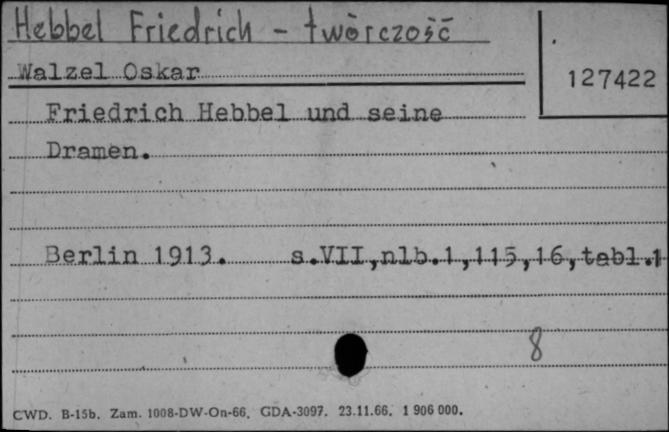 Hebbel Friedrich - twórczość
Walzel Oskar
127422
Friedrich Hebbel und seine
Dramen.
Berlin 1913. s.VII,nlb.1,115,16,tabl.1
8
CWD. B-15b. Zam. 1008-DW-On-66. GDA-3097. 23.11.66. 1 906 000.